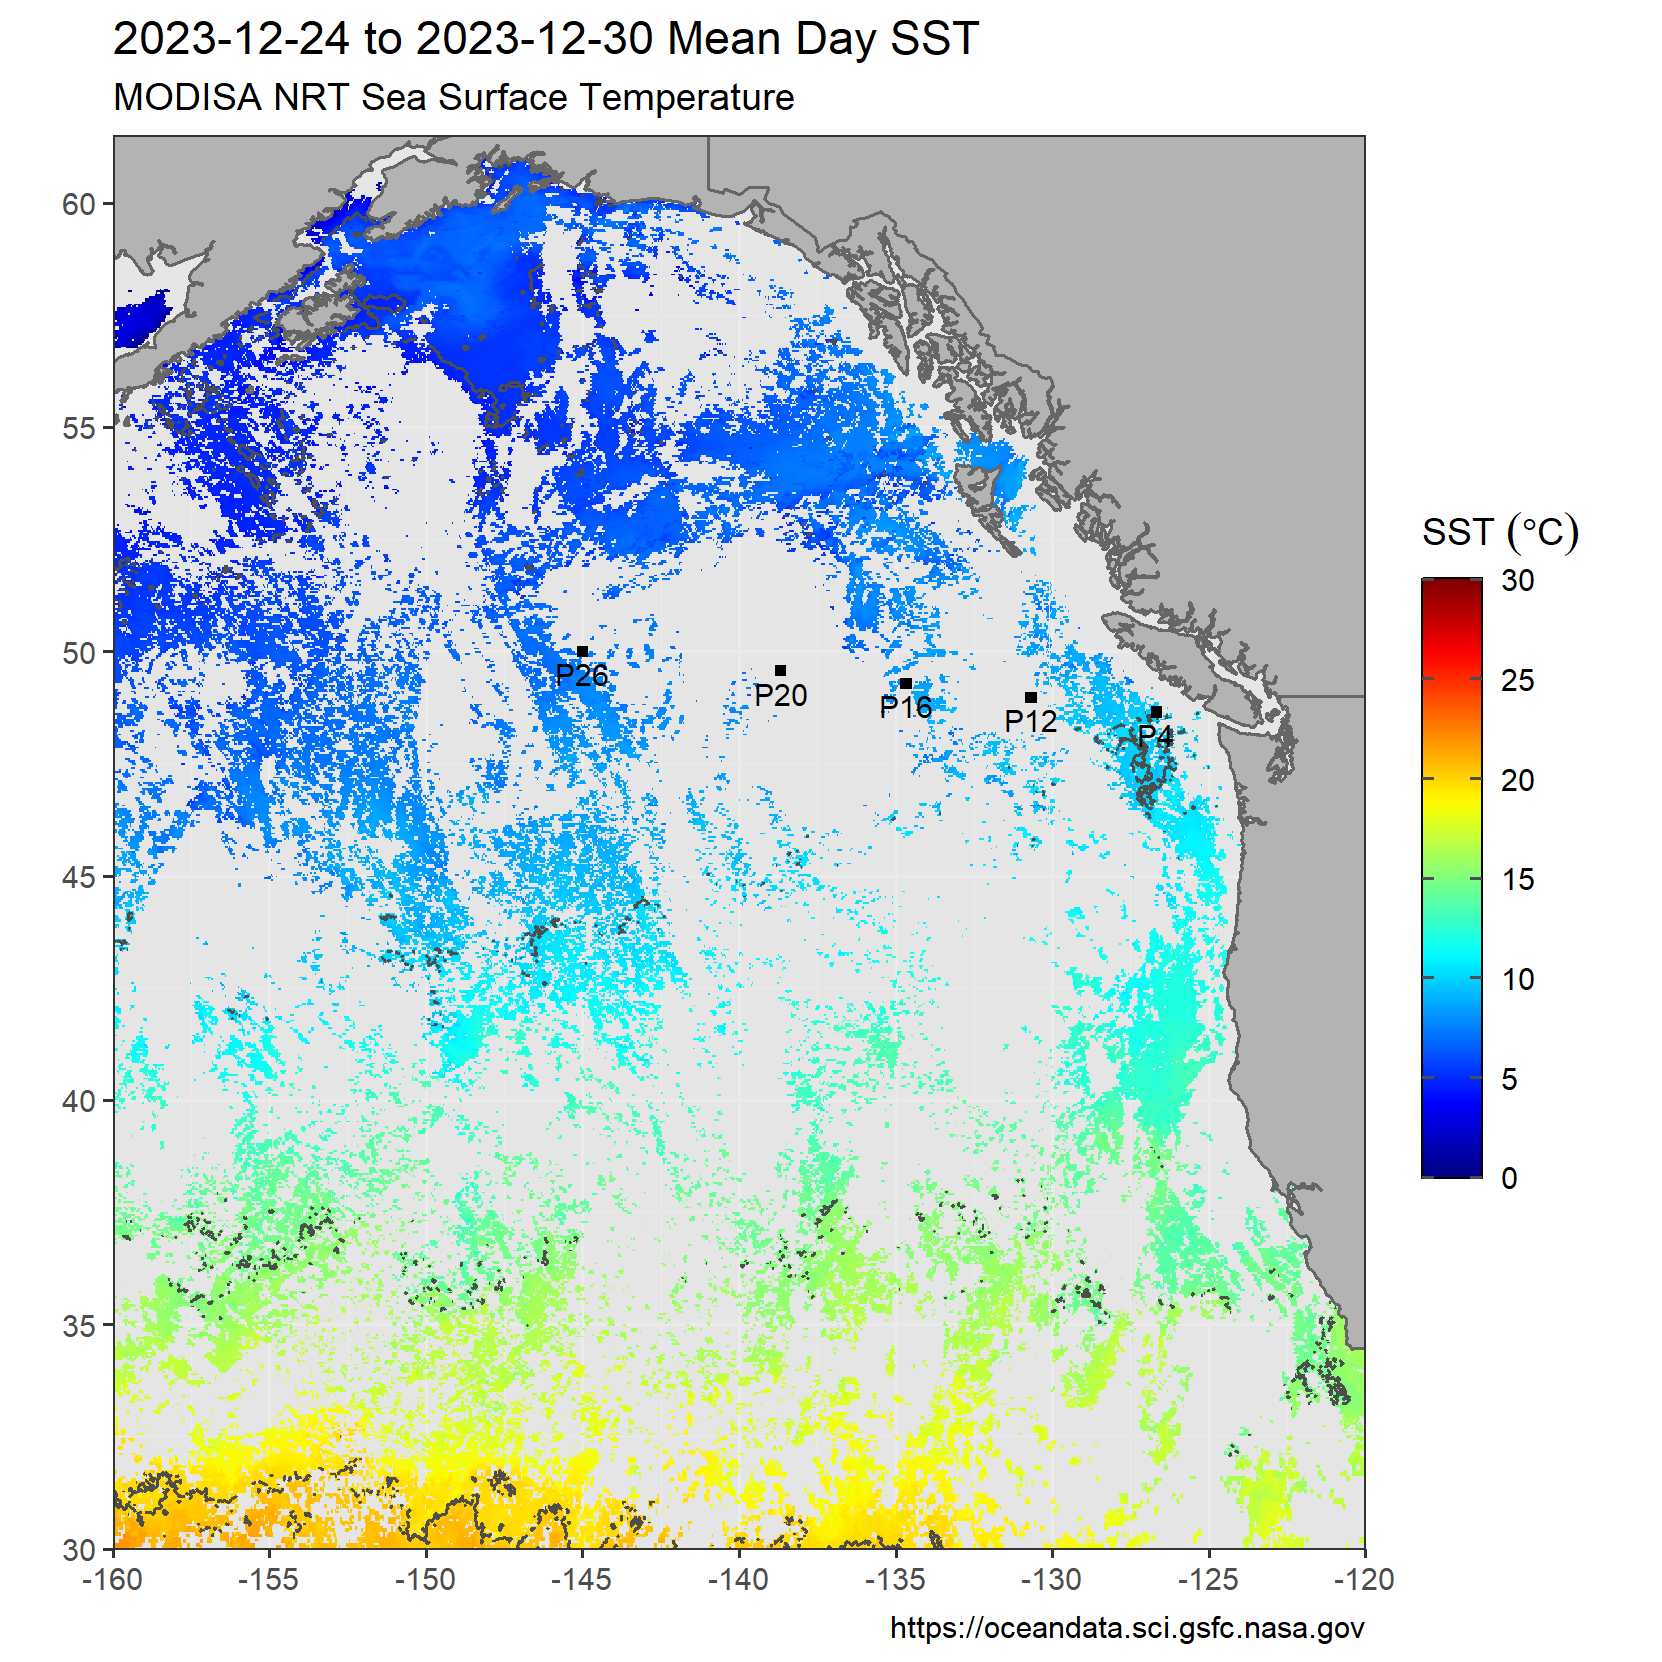 2023-12-24 to 2023-12-30 Mean Day SST
MODISA NRT Sea Surface Temperature
60
55
50
45
40
35
30
-160
-155
-150
-145
-140
-135
-130
-125
-120
P26
P20
P16
P12
P4
SST (°C)
30
25
20
15
10
5
0
https://oceandata.sci.gsfc.nasa.gov